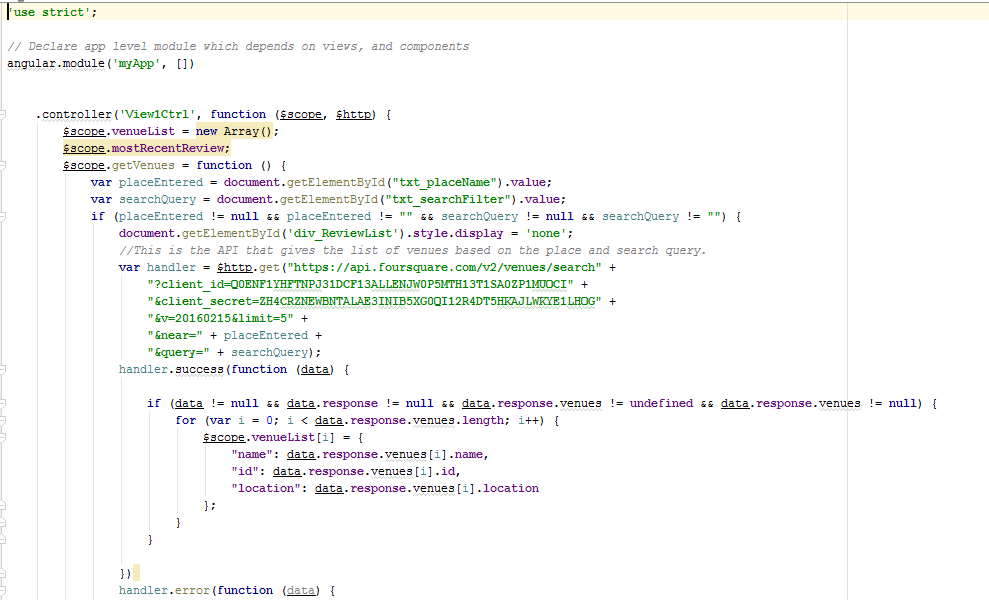 'use strict';
// Declare app level module which depends on views, and components
angular.module('myApp', [])
.controller('View1Ctrl', function ($scope, $http) {
$scope.venueList = new Array();
$scope.mostRecentReview;
$scope.getVenues = function () {
var placeEntered = document.getElementById("txt_placeName").value;
var searchQuery = document.getElementById("txt_searchFilter").value;
if (placeEntered != null && placeEntered != "" && searchQuery != null && searchQuery != "") {
document.getElementById('div_ReviewList').style.display = 'none';
//This is the API that gives the list of venues based on the place and search query.
var handler = $http.get("https://api.foursquare.com/v2/venues/search" +
"?client_id=Q0ENF1YHFTNPJ31DCF13ALLENJW0P5MTH13T1SA0ZP1MUOCI" +
"&client_secret=ZH4CRZNEWBNTALAE3INIB5XG0QI12R4DT5HKAJLWKYE1LHOG" +
"&v=20160215&limit=5" +
"&near=" + placeEntered +
"&query=" + searchQuery);
handler.success(function (data) {
if (data != null && data.response != null && data.response.venues != undefined && data.response.venues != null) {
for (var i = 0; i < data.response.venues.length; i++) {
$scope.venueList[i] = {
"name": data.response.venues[i].name,
"id": data.response.venues[i].id,
"location": data.response.venues[i].location
};
}
}
})
handler.error(function (data) {